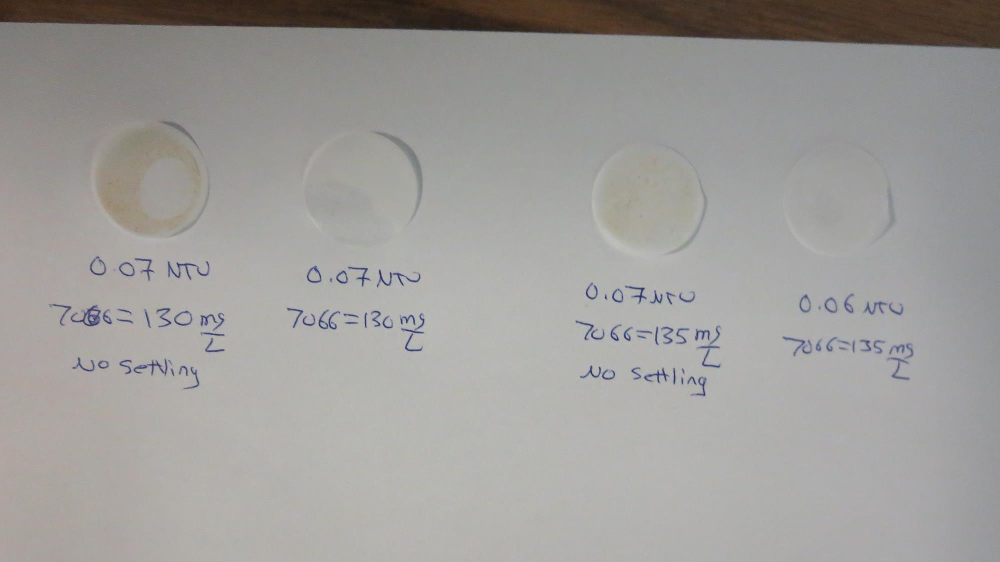 0.07 NTU
7066 = 130 mg/L
No settling
0.07 NTU
7066 = 130 mg/L
0.07 NTU
7066 = 135 mg/L
No settling
0.06 NTU
7066 = 135 mg/L